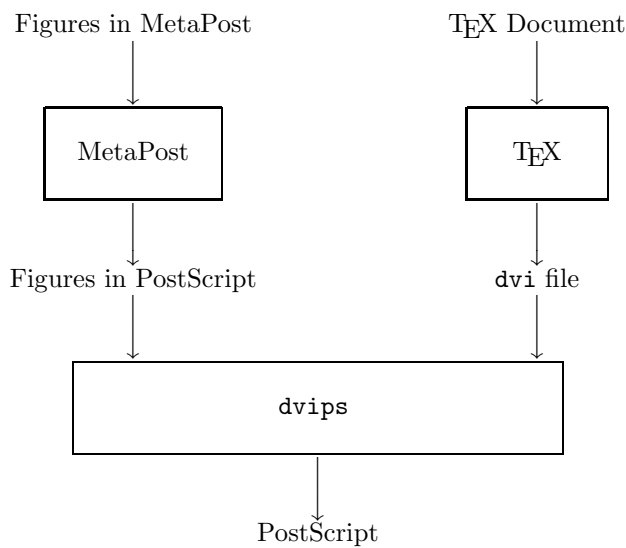 Figures in MetaPost
TEX Document
MetaPost
TEX
Figures in PostScript
dvi file
dvips
PostScript